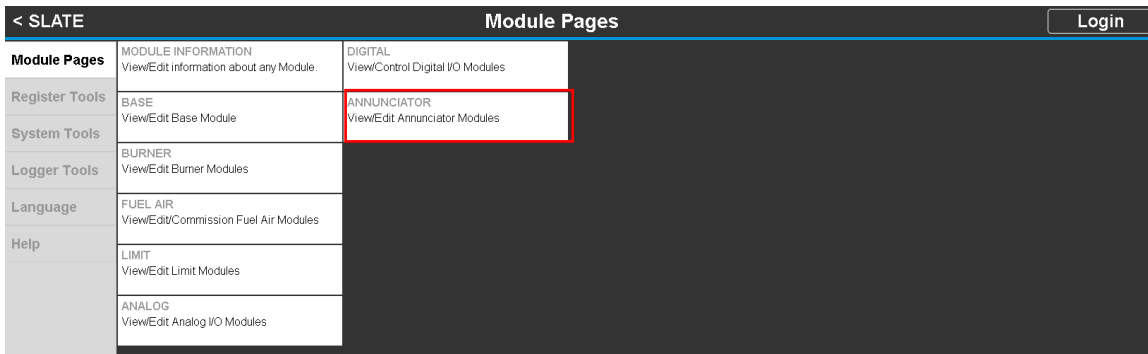 < SLATE
Module Pages
Login
Module Pages
Register Tools
System Tools
Logger Tools
Language
Help
MODULE INFORMATION
View/Edit information about any Module.
BASE
View/Edit Base Module
BURNER
View/Edit Burner Modules
FUEL AIR
View/Edit/Commission Fuel Air Modules
LIMIT
View/Edit Limit Modules
ANALOG
View/Edit Analog I/O Modules
DIGITAL
View/Control Digital I/O Modules
ANNUNCIATOR
View/Edit Annunciator Modules